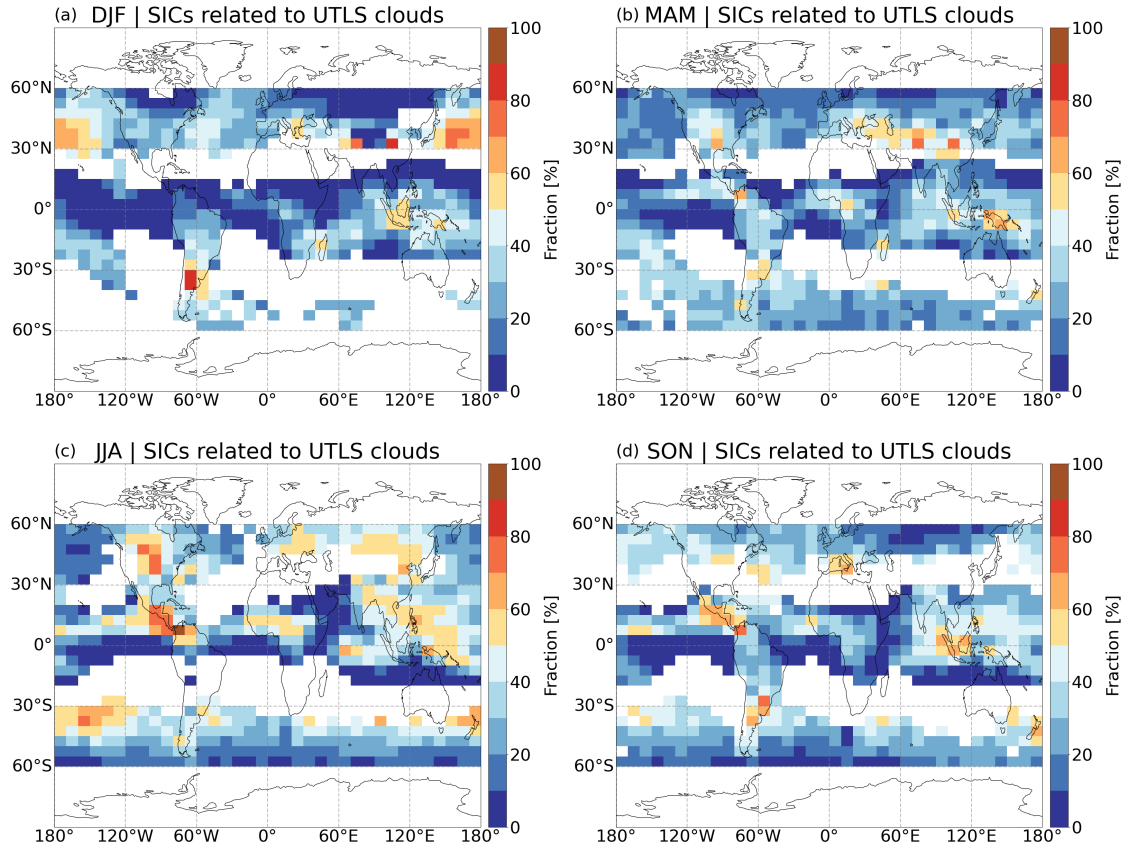 (a) DJF | SICs related to UTLS clouds
60°N
30°N
0°
30°S
60°S
180° 120°W 60°W 0° 60°E 120°E 180°
100
80
60
40
20
0
Fraction [%]
(b) MAM | SICs related to UTLS clouds
60°N
30°N
0°
30°S
60°S
180° 120°W 60°W 0° 60°E 120°E 180°
100
80
60
40
20
0
Fraction [%]
(c) JJA | SICs related to UTLS clouds
60°N
30°N
0°
30°S
60°S
180° 120°W 60°W 0° 60°E 120°E 180°
100
80
60
40
20
0
Fraction [%]
(d) SON | SICs related to UTLS clouds
60°N
30°N
0°
30°S
60°S
180° 120°W 60°W 0° 60°E 120°E 180°
100
80
60
40
20
0
Fraction [%]